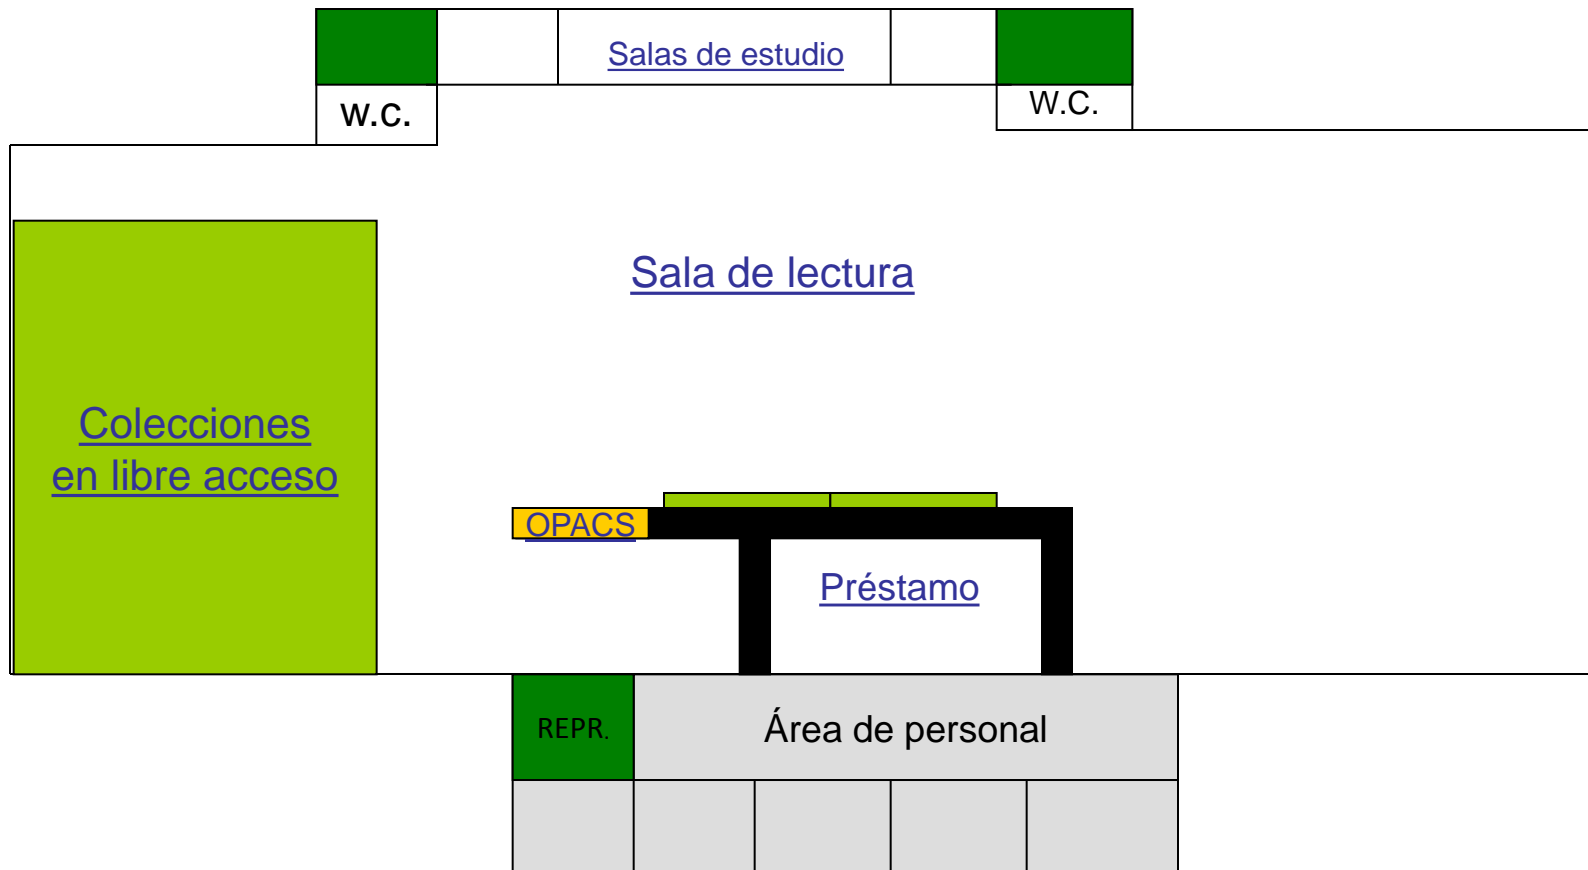 Salas de estudio
W.C.
W.C.
Sala de lectura
Colecciones
en libre acceso
OPACS
Préstamo
REPR.
Área de personal